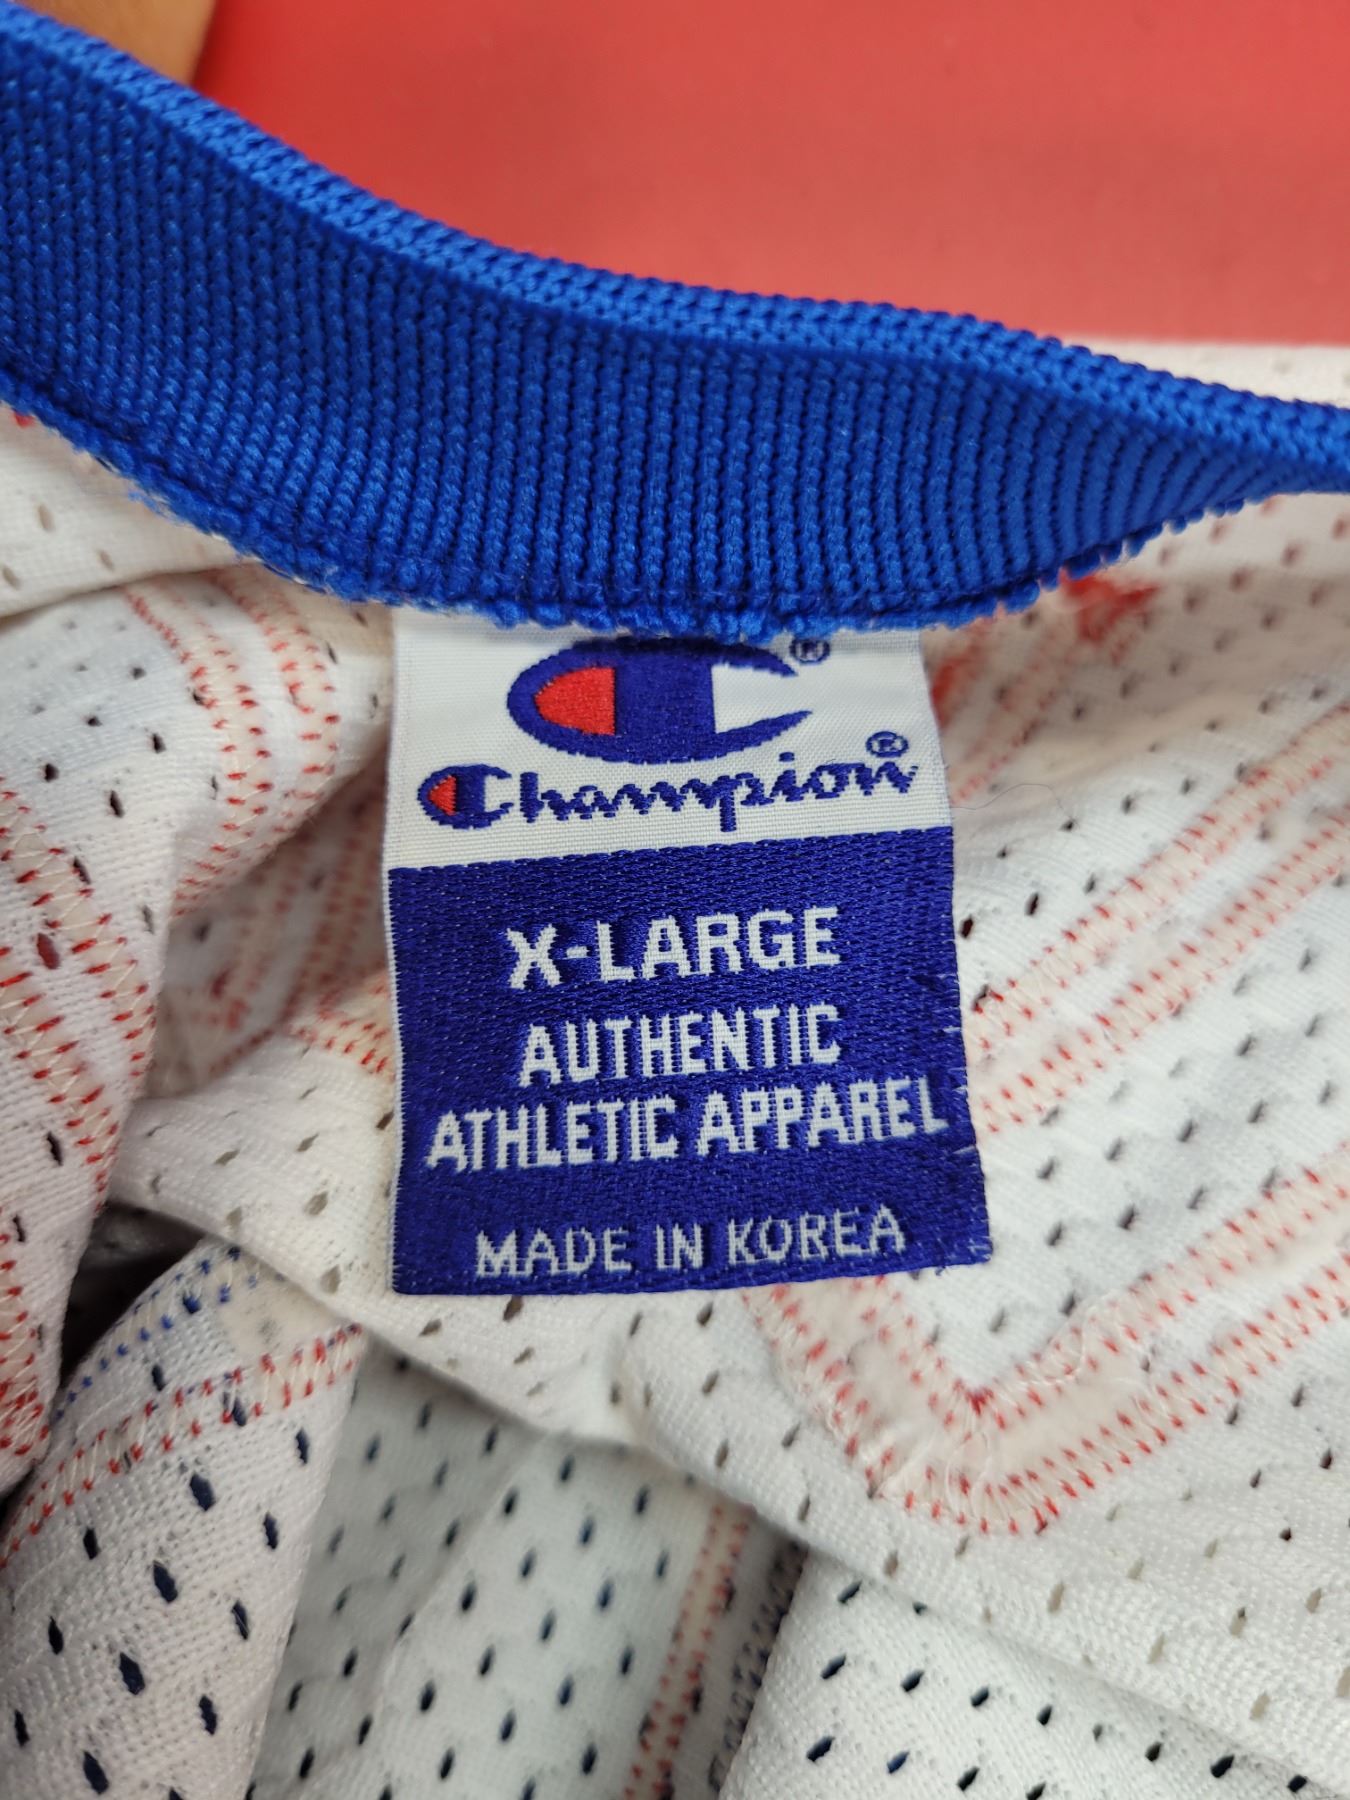 ®
Champion®
X-LARGE
AUTHENTIC
ATHLETIC APPAREL
MADE IN KOREA